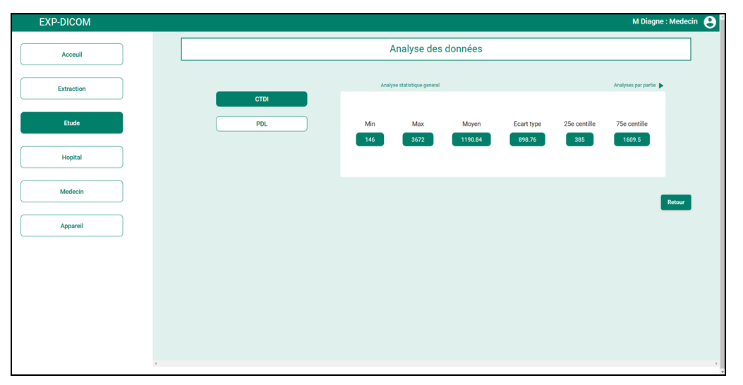 EXP-DICOM
M Diagne : Medecin
Acceuil
Extraction
Etude
Hopital
Medecin
Appareil
Analyse des données
Analyse statistique general
Analyses par partie
CTDI
PDL
Min Max Moyen Ecart type 25e centille 75e centille
146 3672 1190.84 898.76 385 1609.5
Retour